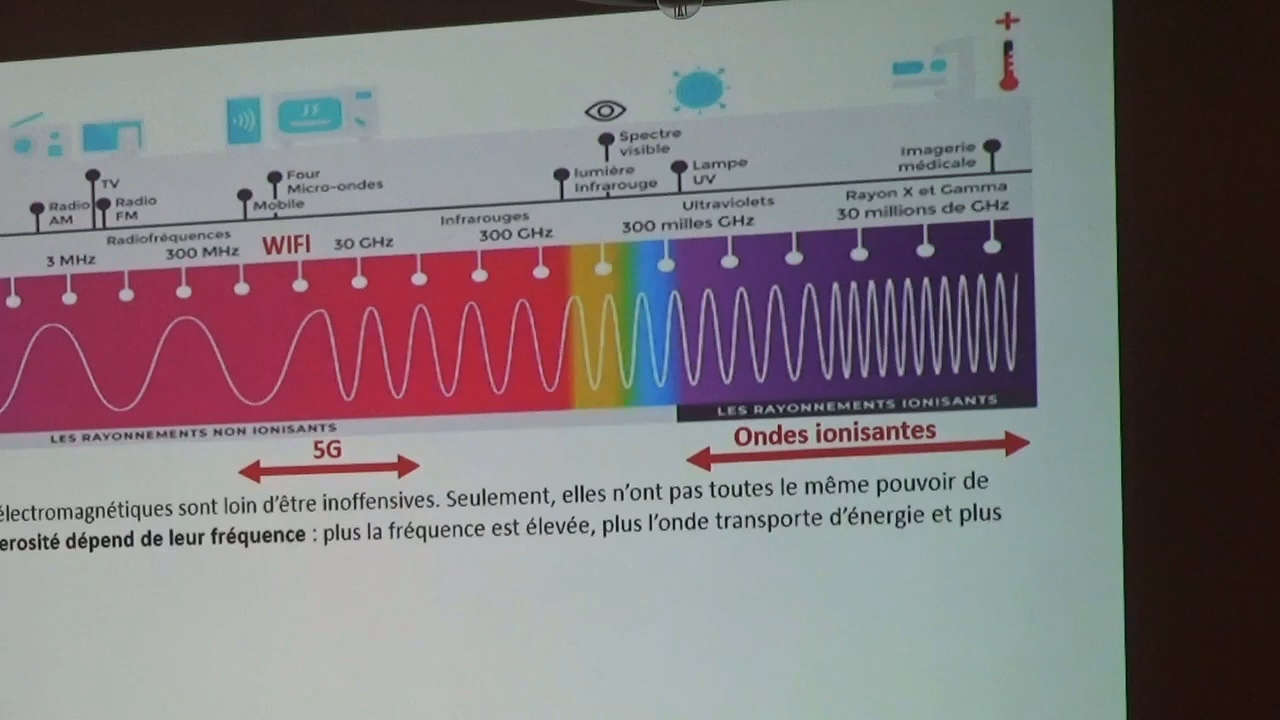 +
Spectre
visible
Imagerie
médicale
TV
Four
Micro-ondes
lumière
Infrarouge
Lampe
UV
Radio
AM
Radio
FM
Mobile
Radiofréquences
Infrarouges
Ultraviolets
Rayon X et Gamma
3 MHz
300 MHz
WIFI
30 GHz
300 GHz
300 milles GHz
30 millions de GHz
LES RAYONNEMENTS NON IONISANTS
LES RAYONNEMENTS IONISANTS
5G
Ondes ionisantes
électromagnétiques sont loin d'être inoffensives. Seulement, elles n'ont pas toutes le même pouvoir de
erosité dépend de leur fréquence : plus la fréquence est élevée, plus l'onde transporte d'énergie et plus